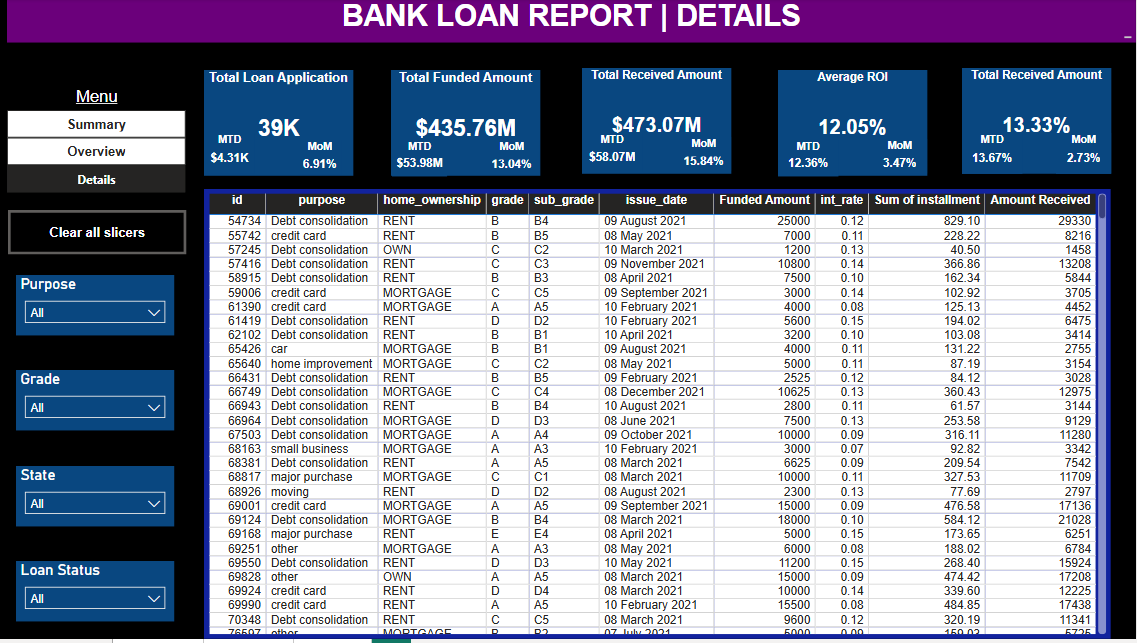 BANK LOAN REPORT | DETAILS
Menu
Summary
Overview
Details
Clear all slicers
Purpose
All
Grade
All
State
All
Loan Status
All
Total Loan Application
39K
MTD MoM
$4.31K 6.91%
Total Funded Amount
$435.76M
MTD MoM
$53.98M 13.04%
Total Received Amount
$473.07M
MTD MoM
$58.07M 15.84%
Average ROI
12.05%
MTD MoM
12.36% 3.47%
Total Received Amount
13.33%
MTD MoM
13.67% 2.73%
id purpose home_ownership grade sub_grade issue_date Funded Amount int_rate Sum of installment Amount Received
54734 Debt consolidation RENT B B4 09 August 2021 25000 0.12 829.10 29330
55742 credit card RENT B B5 08 May 2021 7000 0.11 228.22 8216
57245 Debt consolidation OWN C C2 10 March 2021 1200 0.13 40.50 1458
57416 Debt consolidation RENT C C3 09 November 2021 10800 0.14 366.86 13208
58915 Debt consolidation RENT B B3 08 April 2021 7500 0.10 162.34 5844
59006 credit card MORTGAGE C C5 09 September 2021 3000 0.14 102.92 3705
61390 credit card MORTGAGE A A5 10 February 2021 4000 0.08 125.13 4452
61419 Debt consolidation RENT D D2 10 February 2021 5600 0.15 194.02 6475
62102 Debt consolidation RENT B B1 10 April 2021 3200 0.10 103.08 3414
65426 car MORTGAGE B B1 09 August 2021 4000 0.11 131.22 2755
65640 home improvement MORTGAGE C C2 08 May 2021 5000 0.11 87.19 3154
66431 Debt consolidation RENT B B5 09 February 2021 2525 0.12 84.12 3028
66749 Debt consolidation MORTGAGE C C4 08 December 2021 10625 0.13 360.43 12975
66943 Debt consolidation RENT B B4 10 August 2021 2800 0.11 61.57 3144
66964 Debt consolidation MORTGAGE D D3 08 June 2021 7500 0.13 253.58 9129
67503 Debt consolidation MORTGAGE A A4 09 October 2021 10000 0.09 316.11 11280
68163 small business MORTGAGE A A3 10 February 2021 3000 0.07 92.82 3342
68381 Debt consolidation RENT A A5 08 March 2021 6625 0.09 209.54 7542
68817 major purchase MORTGAGE C C1 08 March 2021 10000 0.11 327.53 11709
68926 moving RENT D D2 08 August 2021 2300 0.13 77.69 2797
69001 credit card MORTGAGE A A5 09 September 2021 15000 0.09 476.58 17136
69124 Debt consolidation MORTGAGE B B4 08 March 2021 18000 0.10 584.12 21028
69168 major purchase RENT E E4 08 April 2021 5000 0.15 173.65 6251
69251 other MORTGAGE A A3 08 May 2021 6000 0.08 188.02 6784
69550 Debt consolidation RENT D D3 10 May 2021 11200 0.15 268.40 15924
69828 other OWN A A5 08 March 2021 15000 0.09 474.42 17208
69924 credit card RENT D D4 08 March 2021 10000 0.14 339.60 12225
69990 credit card RENT A A5 10 February 2021 15500 0.08 484.85 17438
70348 Debt consolidation RENT C C5 08 March 2021 9600 0.12 320.19 11341
other MORTGAGE 07 July 2021 5000 0.09